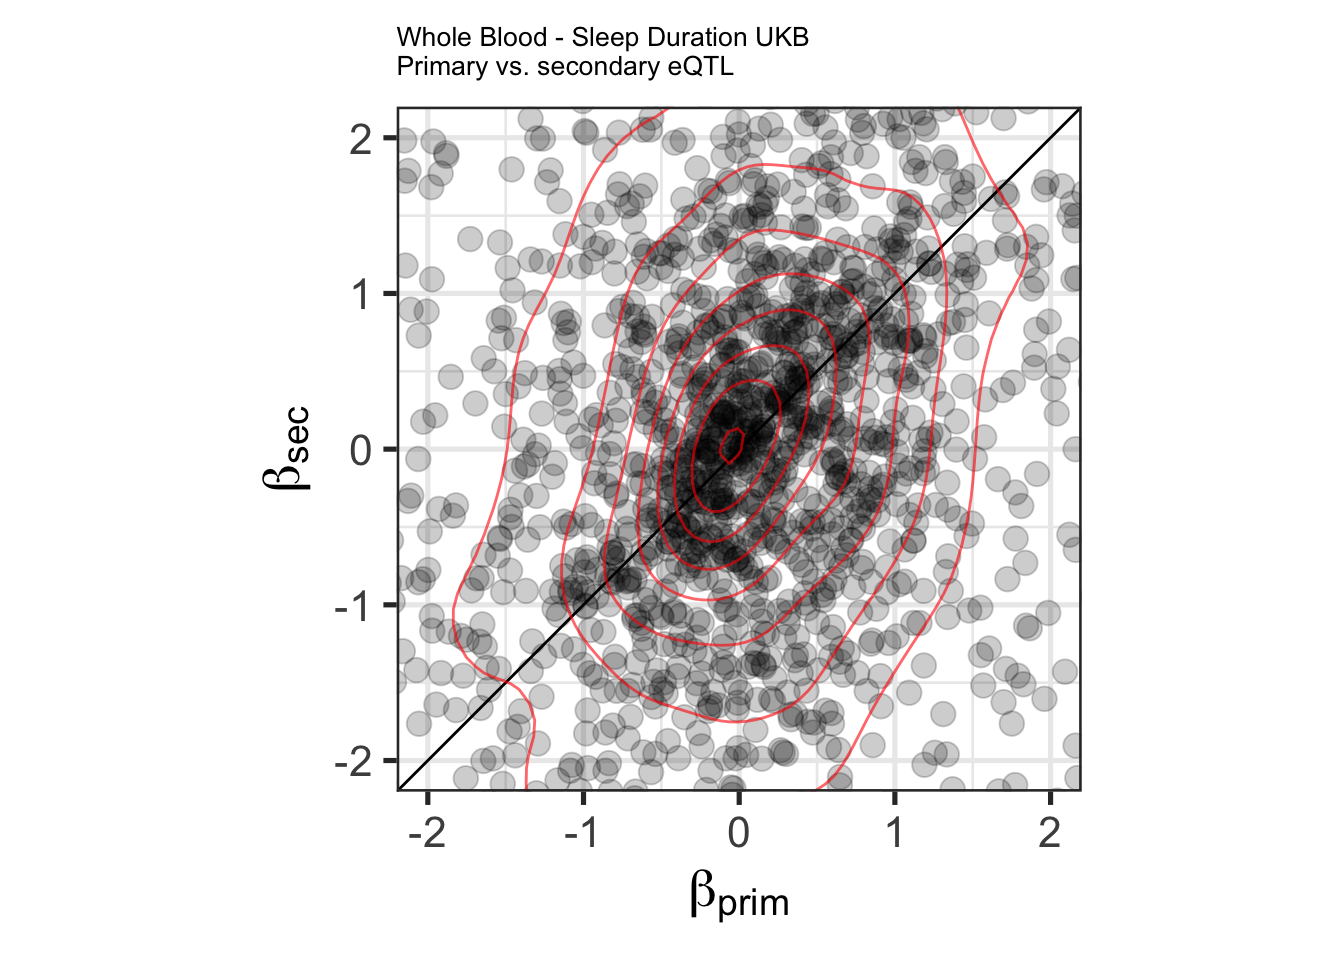 Whole Blood - Sleep Duration UKB
Primary vs. secondary eQTL
2
1
0
-1
-2
βsec
-2 -1 0 1 2
βprim